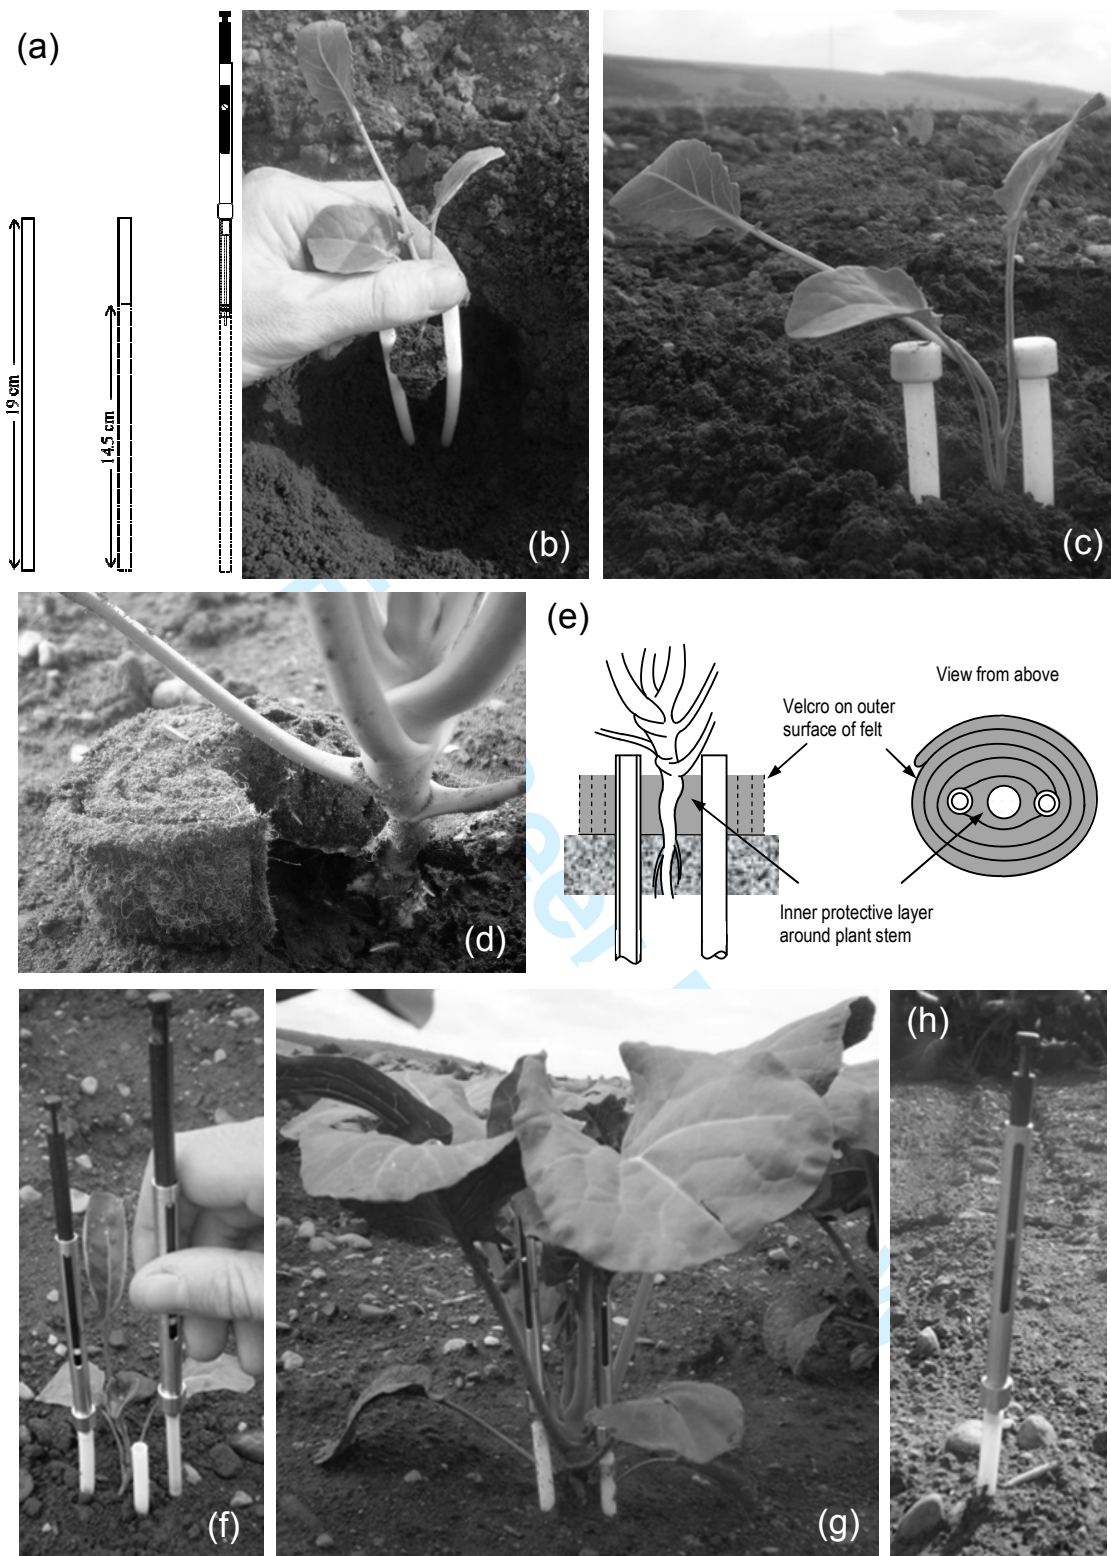 (a)
19 cm
14.5 cm
(b)
(c)
(d)
(e)
View from above
Velcro on outer
surface of felt
Inner protective layer
around plant stem
(f)
(g)
(h)